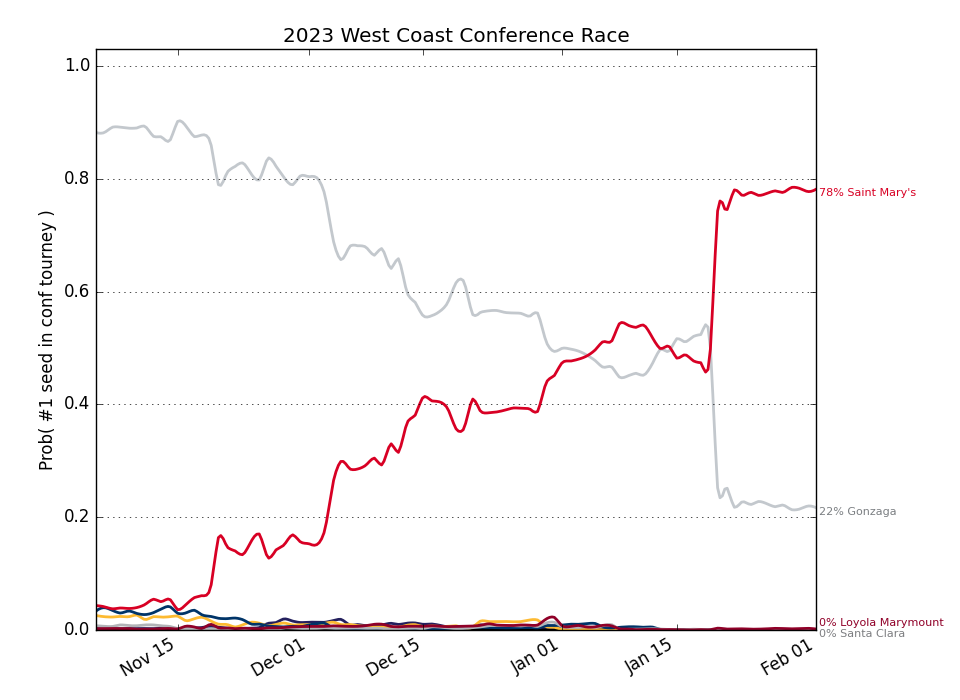 2023 West Coast Conference Race
Prob( #1 seed in conf tourney )
1.0
0.8
0.6
0.4
0.2
0.0
78% Saint Mary's
22% Gonzaga
0% Loyola Marymount
0% Santa Clara
Nov 15
Dec 01
Dec 15
Jan 01
Jan 15
Feb 01